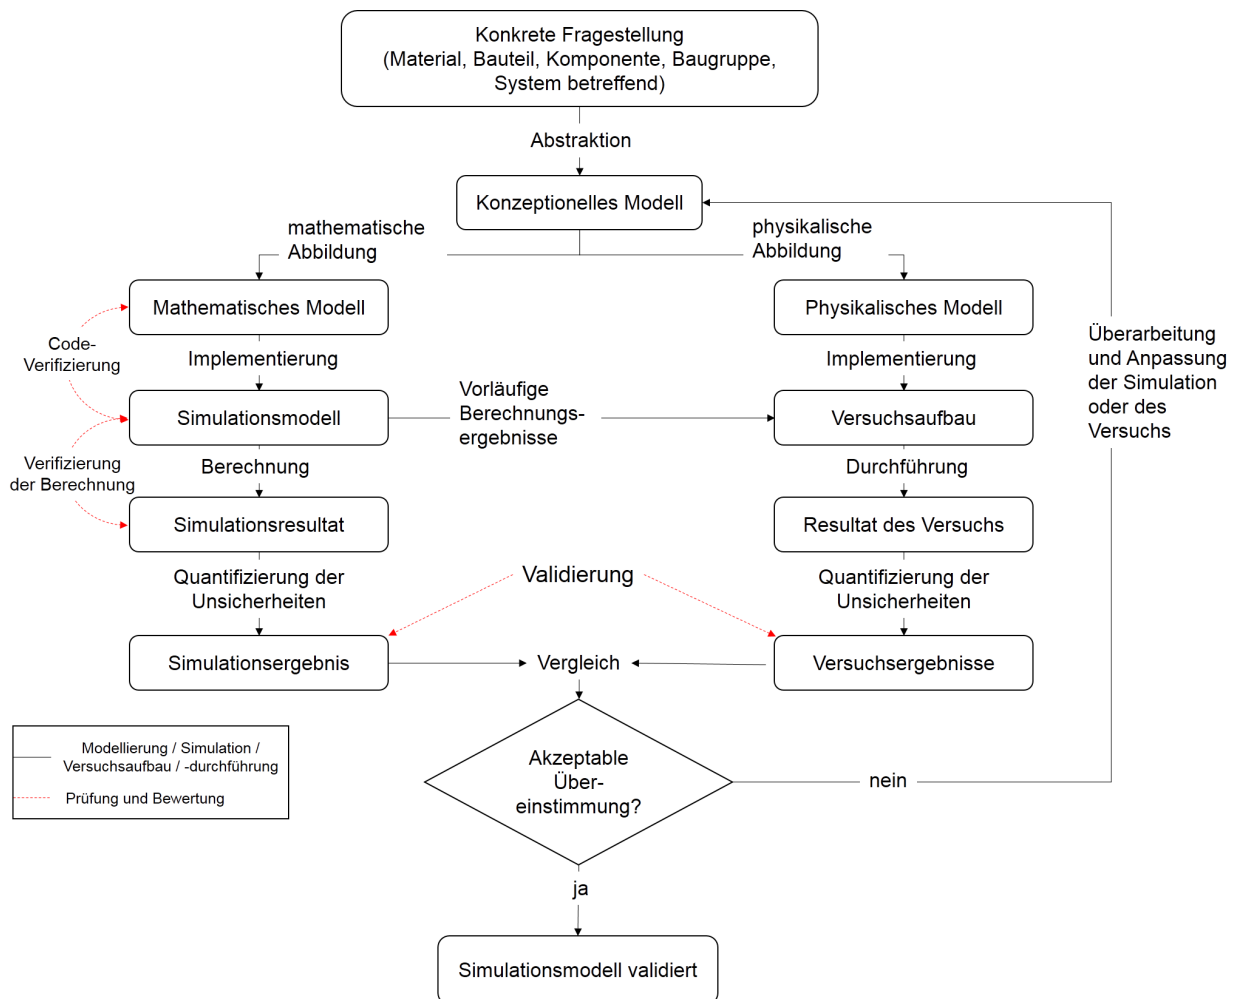 Konkrete Fragestellung
(Material, Bauteil, Komponente, Baugruppe,
System betreffend)
Abstraktion
Konzeptionelles Modell
mathematische
Abbildung
physikalische
Abbildung
Mathematisches Modell
Physikalisches Modell
Code-
Verifizierung
Implementierung
Implementierung
Überarbeitung
und Anpassung
der Simulation
oder des
Versuchs
Simulationsmodell
Vorläufige
Berechnungs-
ergebnisse
Versuchsaufbau
Verifizierung
der Berechnung
Berechnung
Durchführung
Simulationsresultat
Resultat des Versuchs
Quantifizierung der
Unsicherheiten
Validierung
Quantifizierung der
Unsicherheiten
Simulationsergebnis
Vergleich
Versuchsergebnisse
Modellierung / Simulation /
Versuchsaufbau / -durchführung
Prüfung und Bewertung
Akzeptable
Über-
einstimmung?
nein
ja
Simulationsmodell validiert